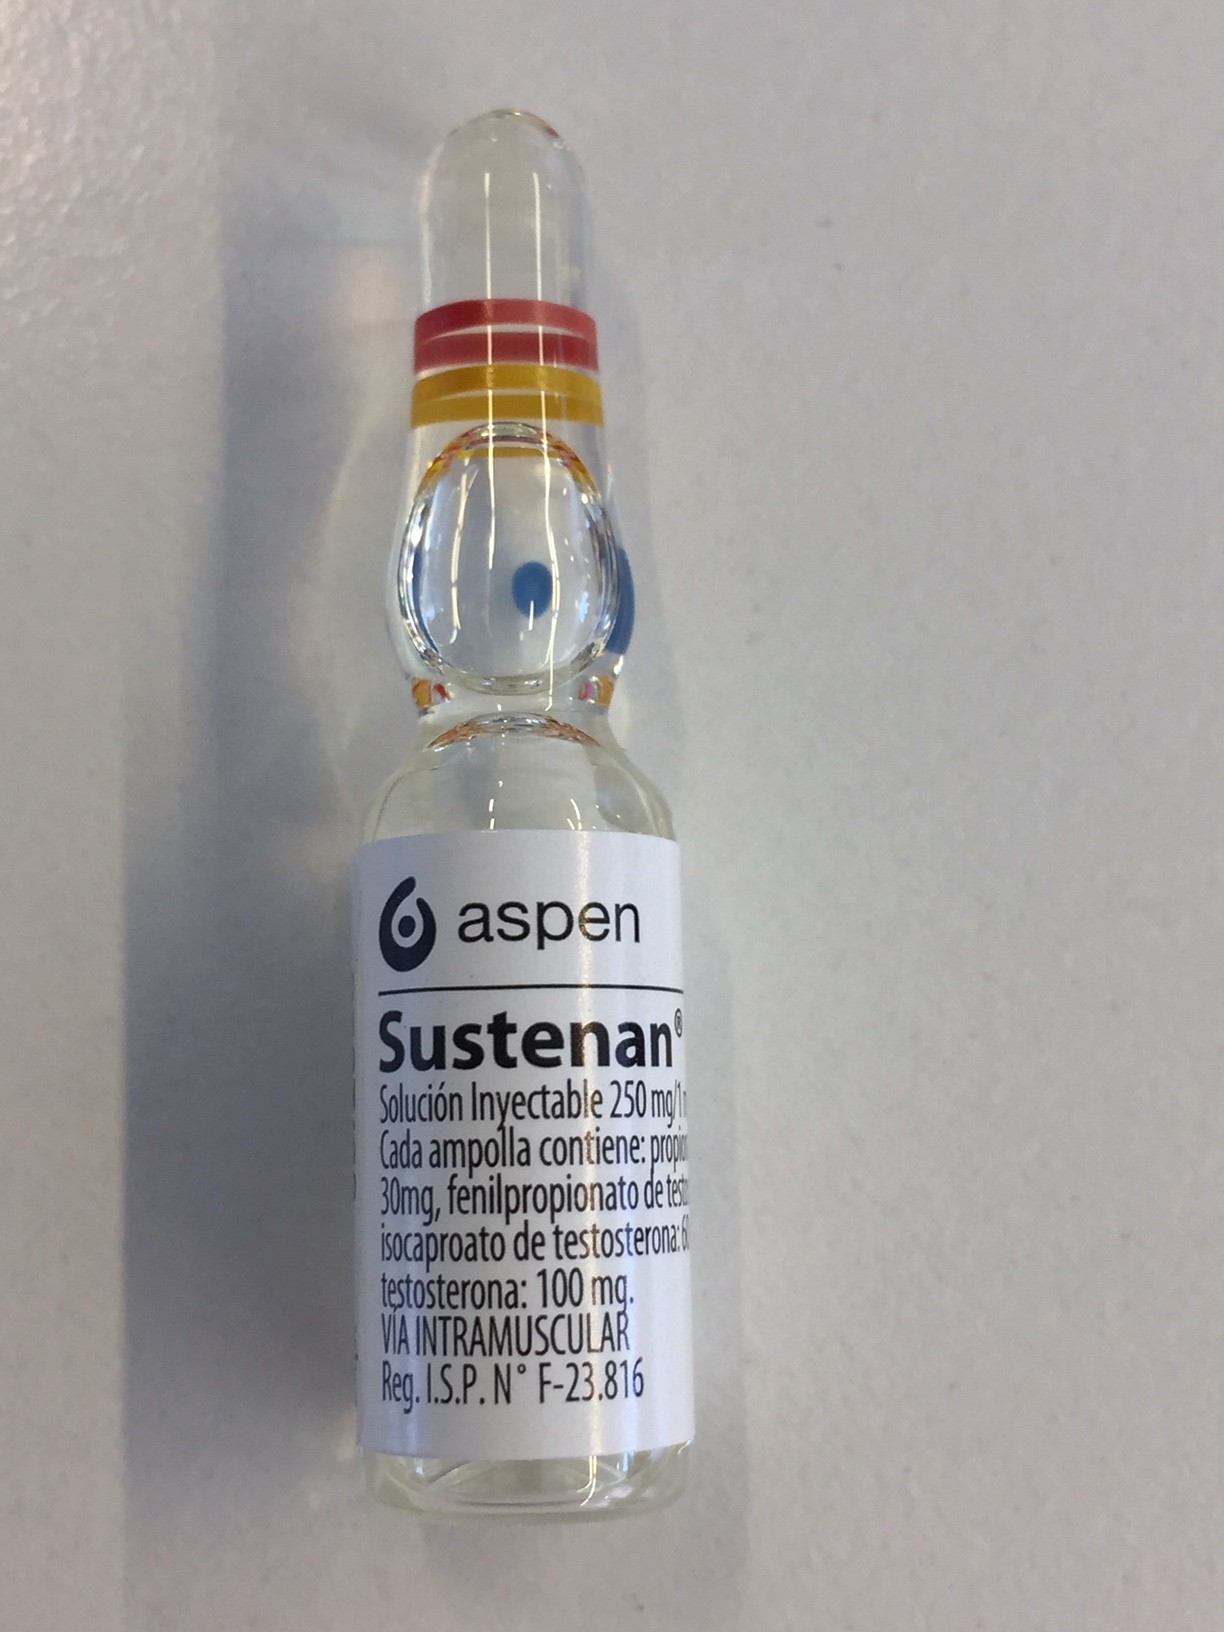 aspen
Sustenan®
Solución Inyectable 250 mg/1
Cada ampolla contiene:
30mg, fenilpropionato de
isocaproato de testosterona:
testosterona: 100 mg.
VÍA INTRAMUSCULAR
Reg. I.S.P. N° F-23.816